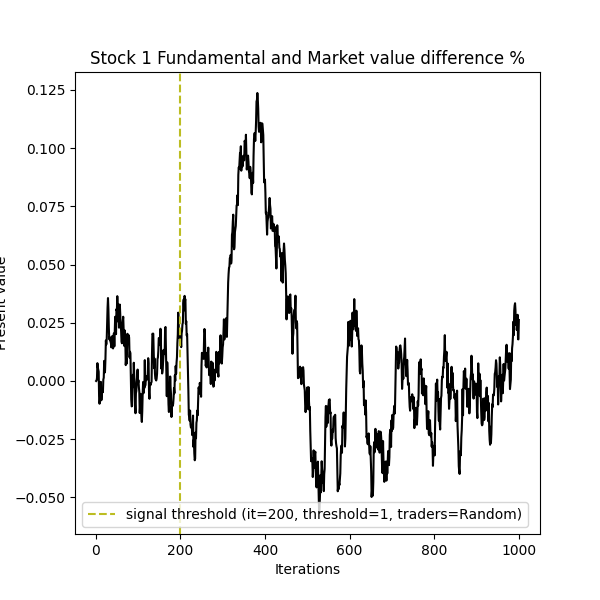 Stock 1 Fundamental and Market value difference %
Present value
0.125
0.100
0.075
0.050
0.025
0.000
−0.025
−0.050
signal threshold (it=200, threshold=1, traders=Random)
0 200 400 600 800 1000
Iterations